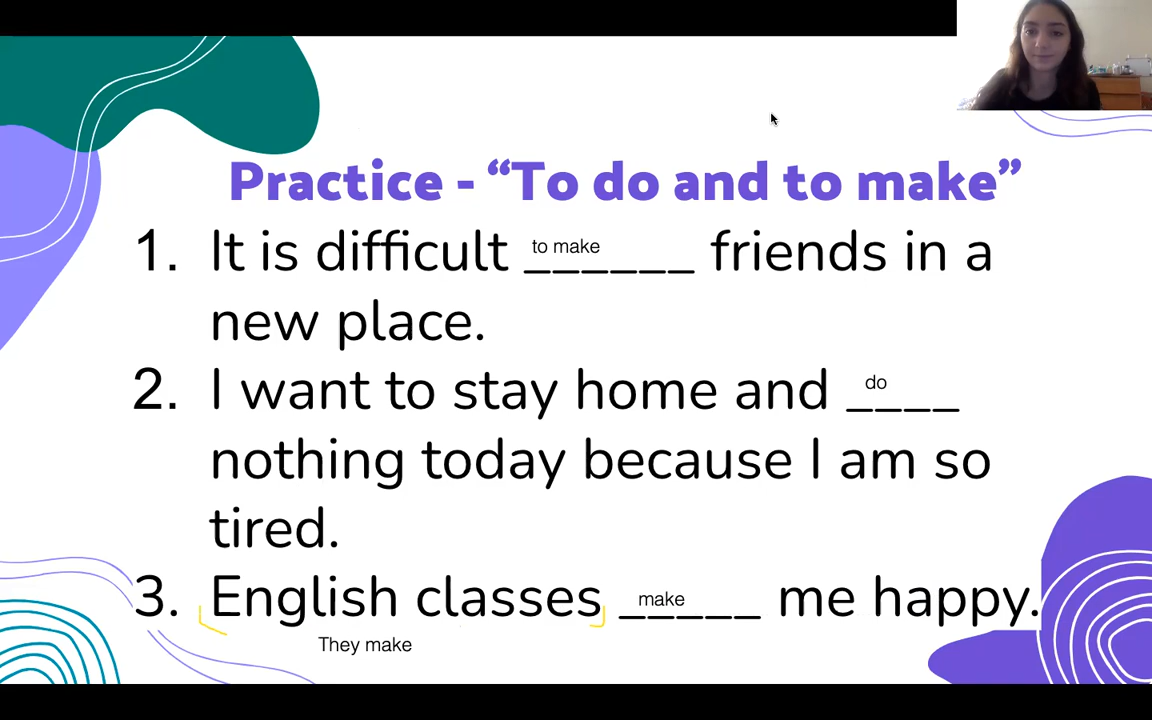 Practice - “To do and to make”
1. It is difficult to make ______ friends in a
new place.
2. I want to stay home and do ____
nothing today because I am so
tired.
3. English classes make _____ me happy.
They make